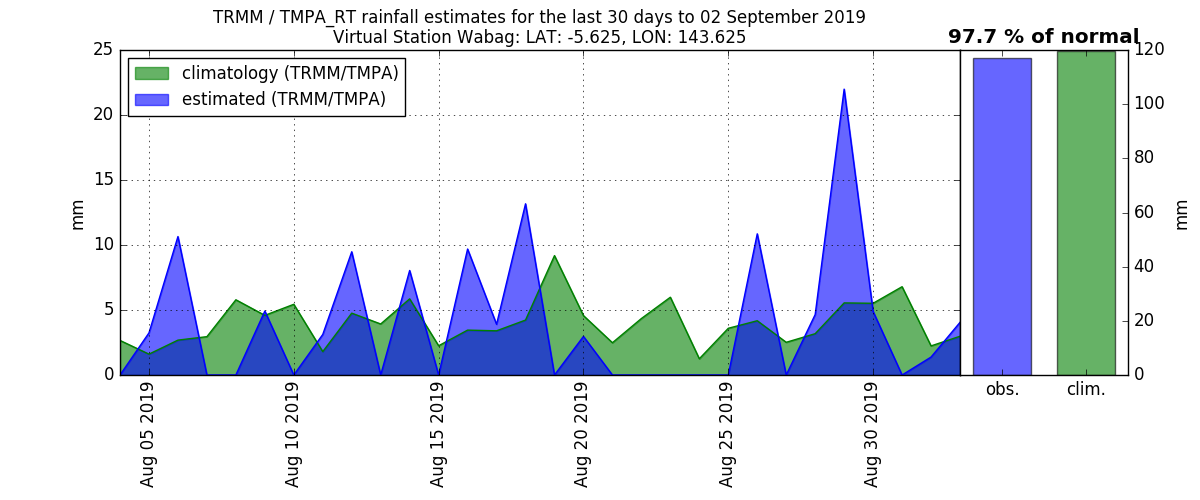 TRMM / TMPA_RT rainfall estimates for the last 30 days to 02 September 2019
Virtual Station Wabag: LAT: -5.625, LON: 143.625
97.7 % of normal
climatology (TRMM/TMPA)
estimated (TRMM/TMPA)
25
20
15
10
5
0
mm
Aug 05 2019
Aug 10 2019
Aug 15 2019
Aug 20 2019
Aug 25 2019
Aug 30 2019
120
100
80
60
40
20
0
mm
obs.
clim.